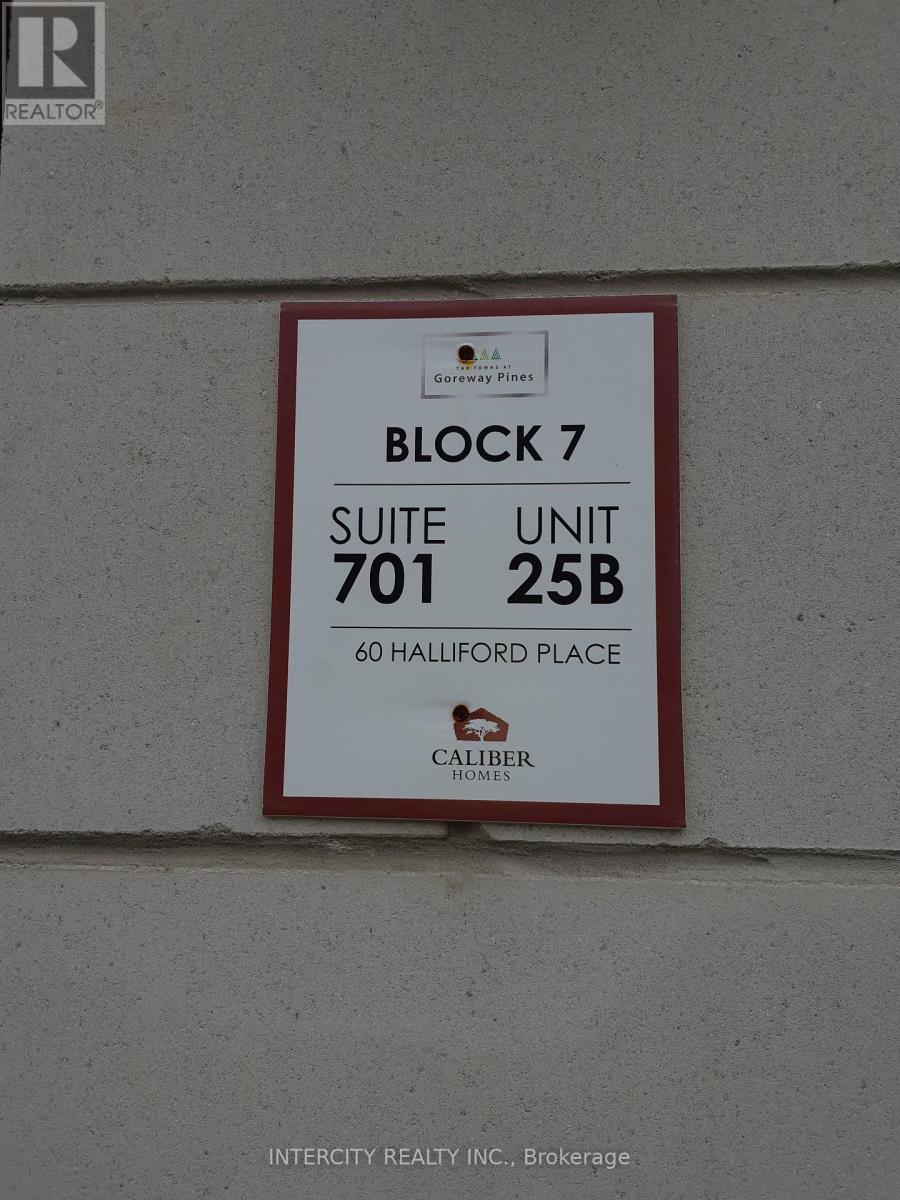 REALTOR®
THE TOWNS AT
Goreway Pines
BLOCK 7
SUITE UNIT
701 25B
60 HALLIFORD PLACE
CALIBER
HOMES
INTERCITY REALTY INC., Brokerage